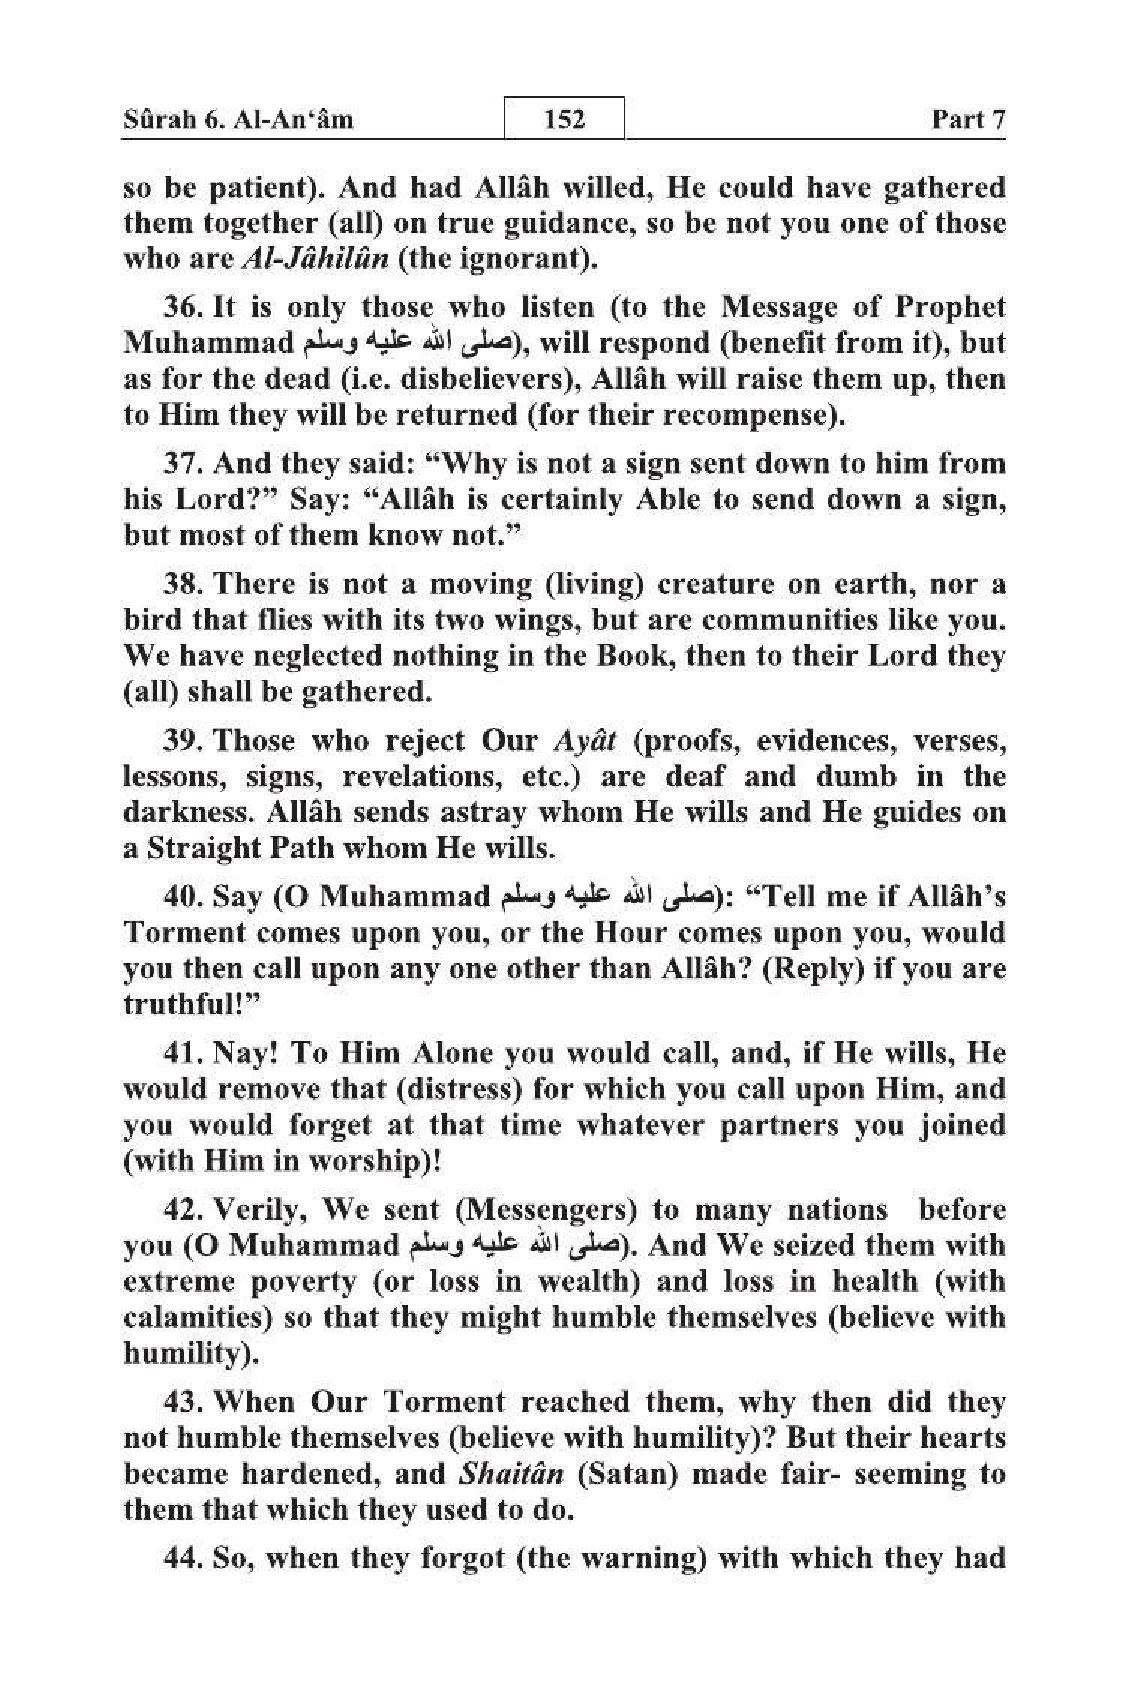 Sûrah 6. Al-An‘âm 152 Part 7
so be patient). And had Allâh willed, He could have gathered
them together (all) on true guidance, so be not you one of those
who are Al-Jâhilûn (the ignorant).
36. It is only those who listen (to the Message of Prophet
Muhammad صلى الله عليه وسلم), will respond (benefit from it), but
as for the dead (i.e. disbelievers), Allâh will raise them up, then
to Him they will be returned (for their recompense).
37. And they said: “Why is not a sign sent down to him from
his Lord?” Say: “Allâh is certainly Able to send down a sign,
but most of them know not.”
38. There is not a moving (living) creature on earth, nor a
bird that flies with its two wings, but are communities like you.
We have neglected nothing in the Book, then to their Lord they
(all) shall be gathered.
39. Those who reject Our Ayât (proofs, evidences, verses,
lessons, signs, revelations, etc.) are deaf and dumb in the
darkness. Allâh sends astray whom He wills and He guides on
a Straight Path whom He wills.
40. Say (O Muhammad صلى الله عليه وسلم): “Tell me if Allâh’s
Torment comes upon you, or the Hour comes upon you, would
you then call upon any one other than Allâh? (Reply) if you are
truthful!”
41. Nay! To Him Alone you would call, and, if He wills, He
would remove that (distress) for which you call upon Him, and
you would forget at that time whatever partners you joined
(with Him in worship)!
42. Verily, We sent (Messengers) to many nations before
you (O Muhammad صلى الله عليه وسلم). And We seized them with
extreme poverty (or loss in wealth) and loss in health (with
calamities) so that they might humble themselves (believe with
humility).
43. When Our Torment reached them, why then did they
not humble themselves (believe with humility)? But their hearts
became hardened, and Shaitân (Satan) made fair- seeming to
them that which they used to do.
44. So, when they forgot (the warning) with which they had